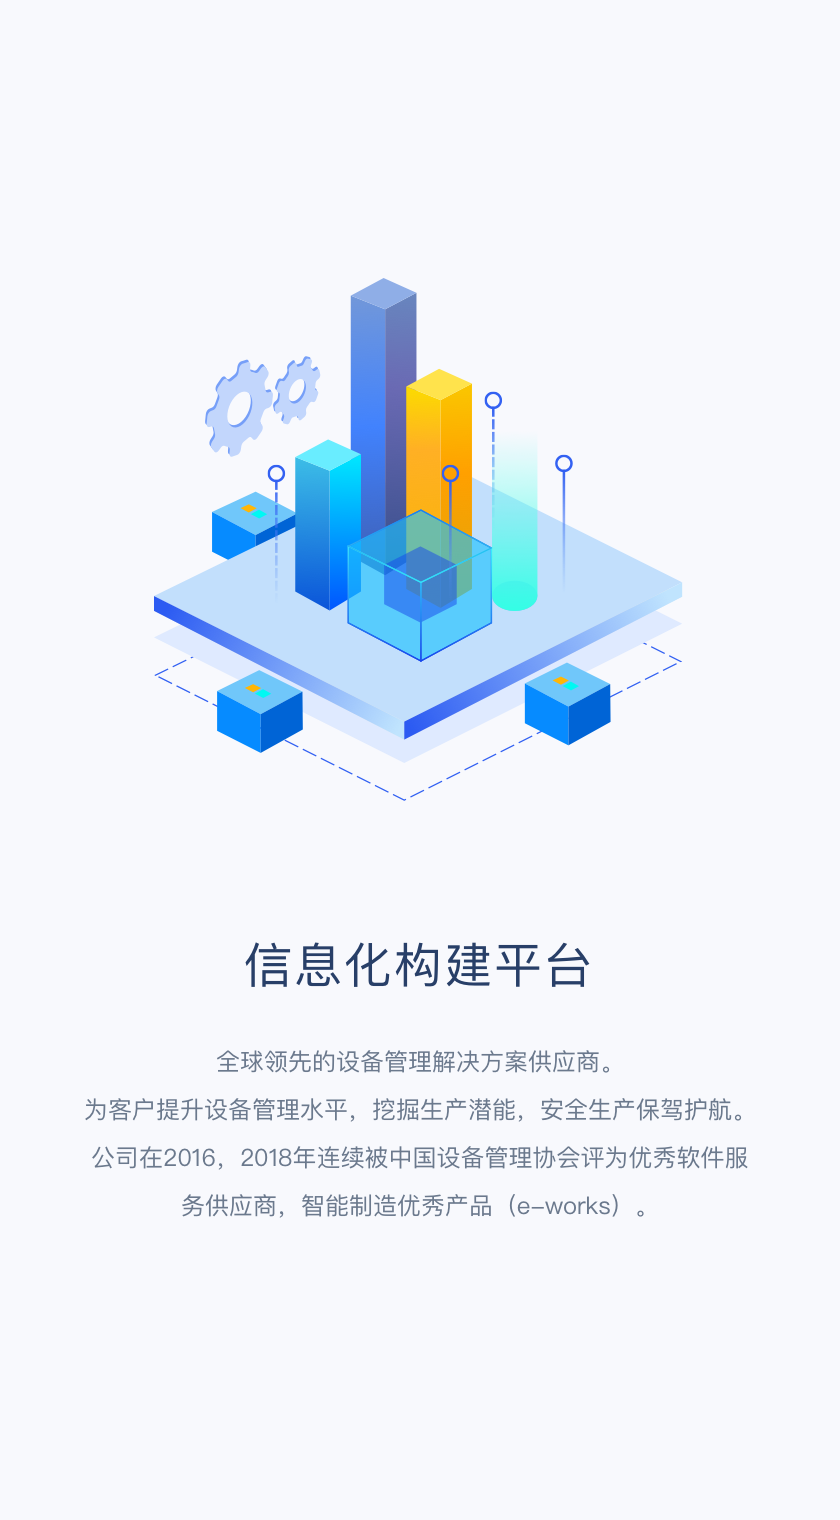 信息化构建平台
全球领先的设备管理解决方案供应商。
为客户提升设备管理水平，挖掘生产潜能，安全生产保驾护航。
公司在2016，2018年连续被中国设备管理协会评为优秀软件服
务供应商，智能制造优秀产品（e-works）。